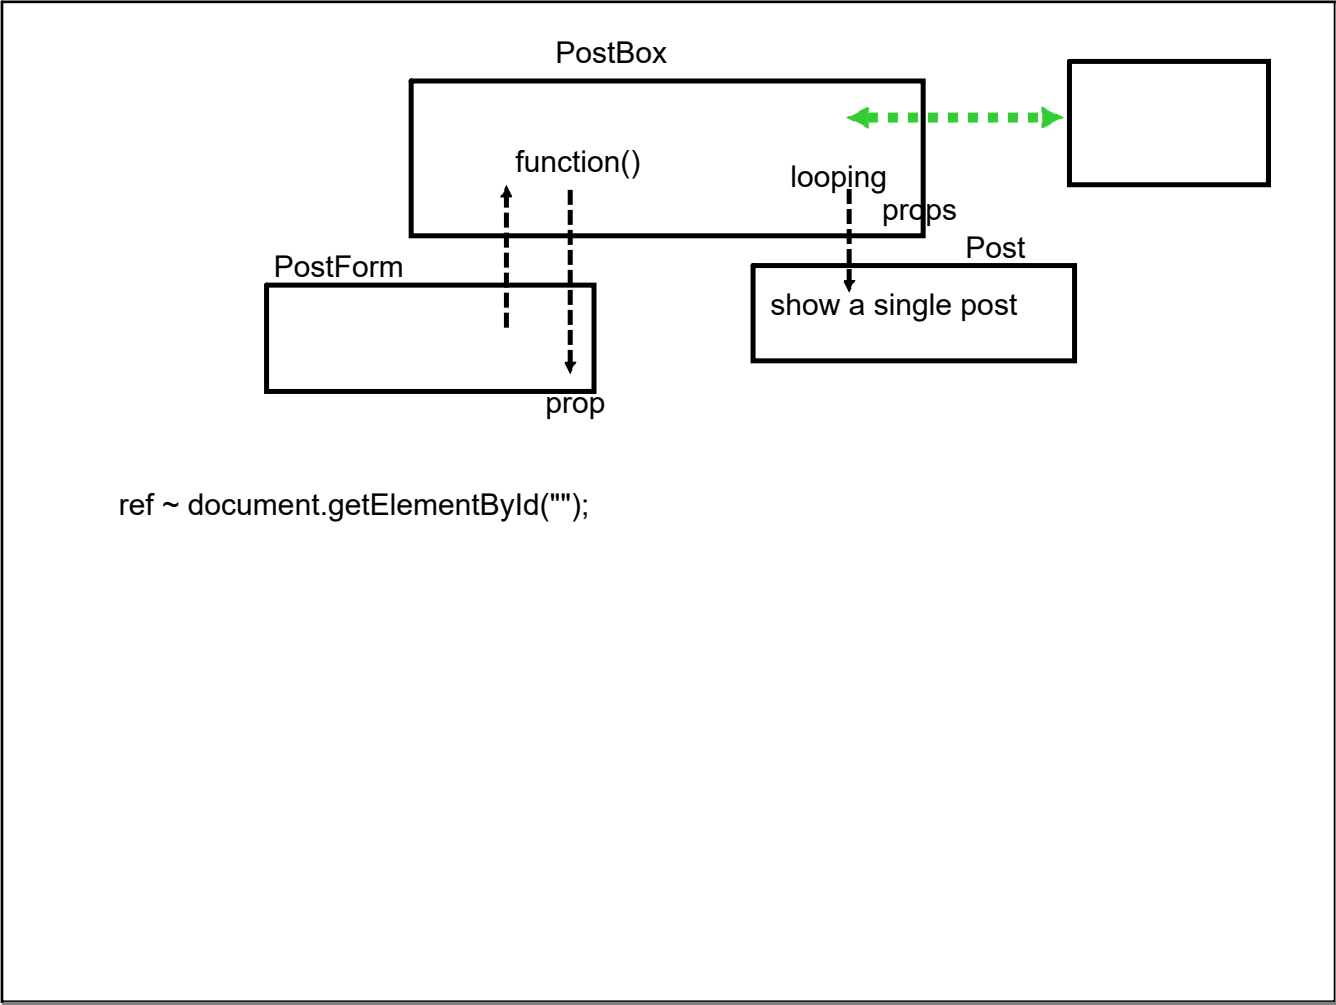 PostBox
function()
looping
props
Post
PostForm
show a single post
prop
ref ~ document.getElementById("");